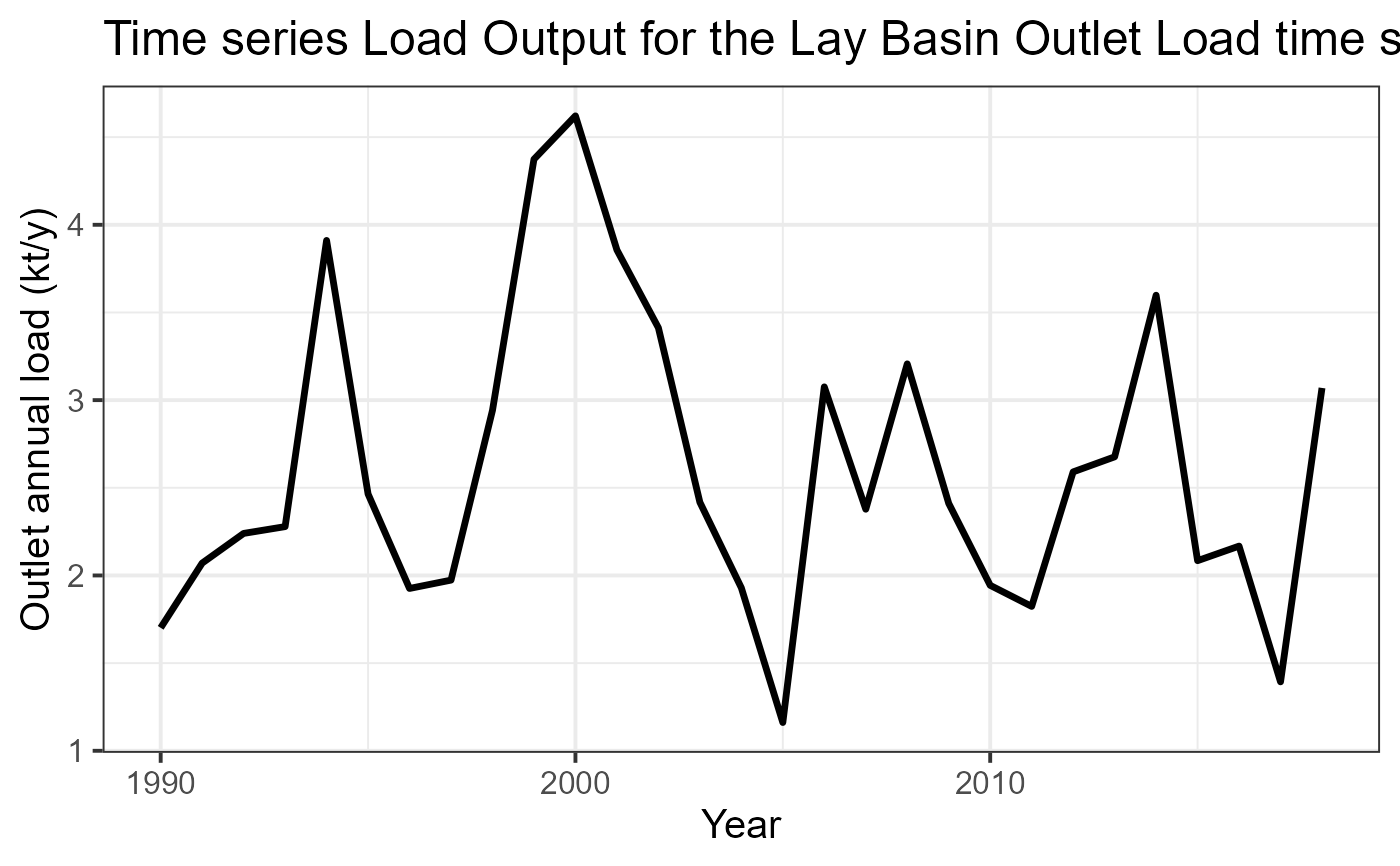 Time series Load Output for the Lay Basin Outlet Load time s
Outlet annual load (kt/y)
4
3
2
1
1990 2000 2010
Year